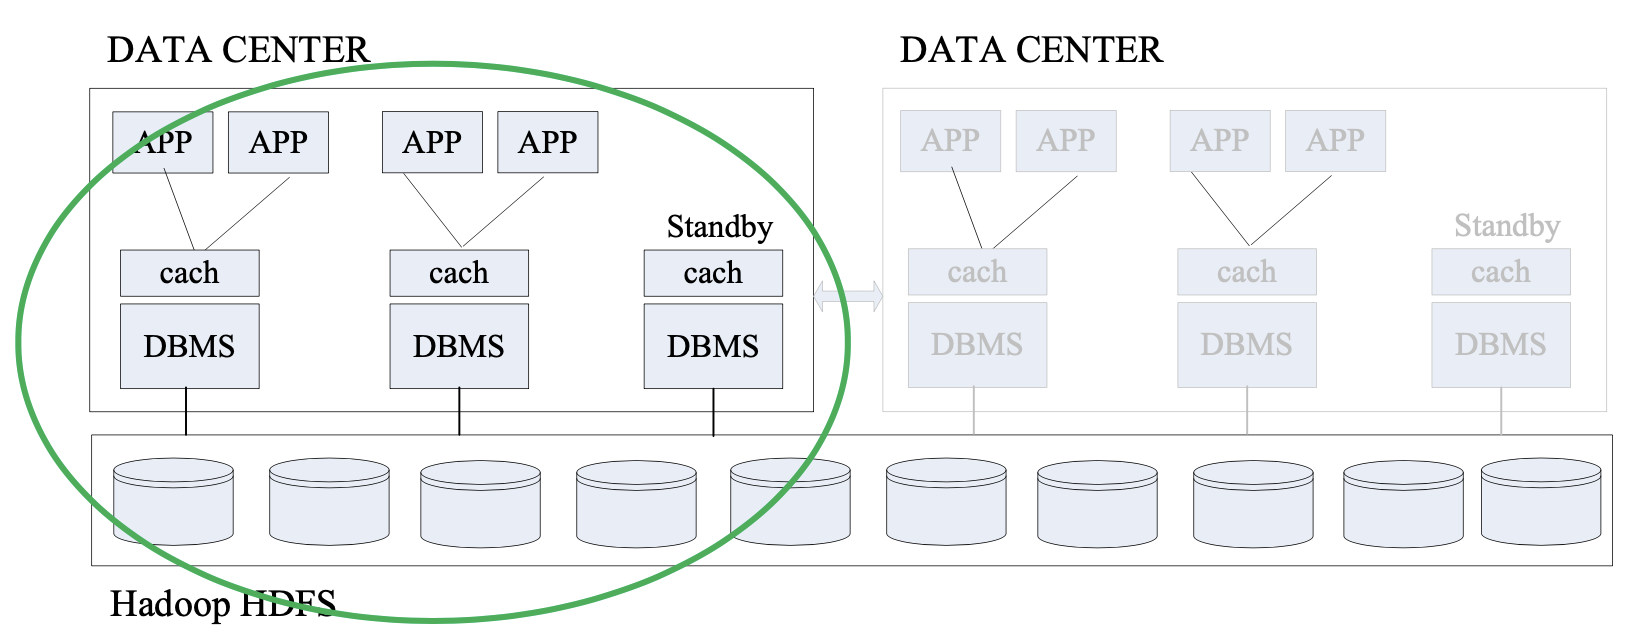 DATA CENTER DATA CENTER
APP APP APP APP APP APP APP APP
Standby Standby
cach cach cach cach cach cach
DBMS DBMS DBMS DBMS DBMS DBMS
Hadoop HDFS